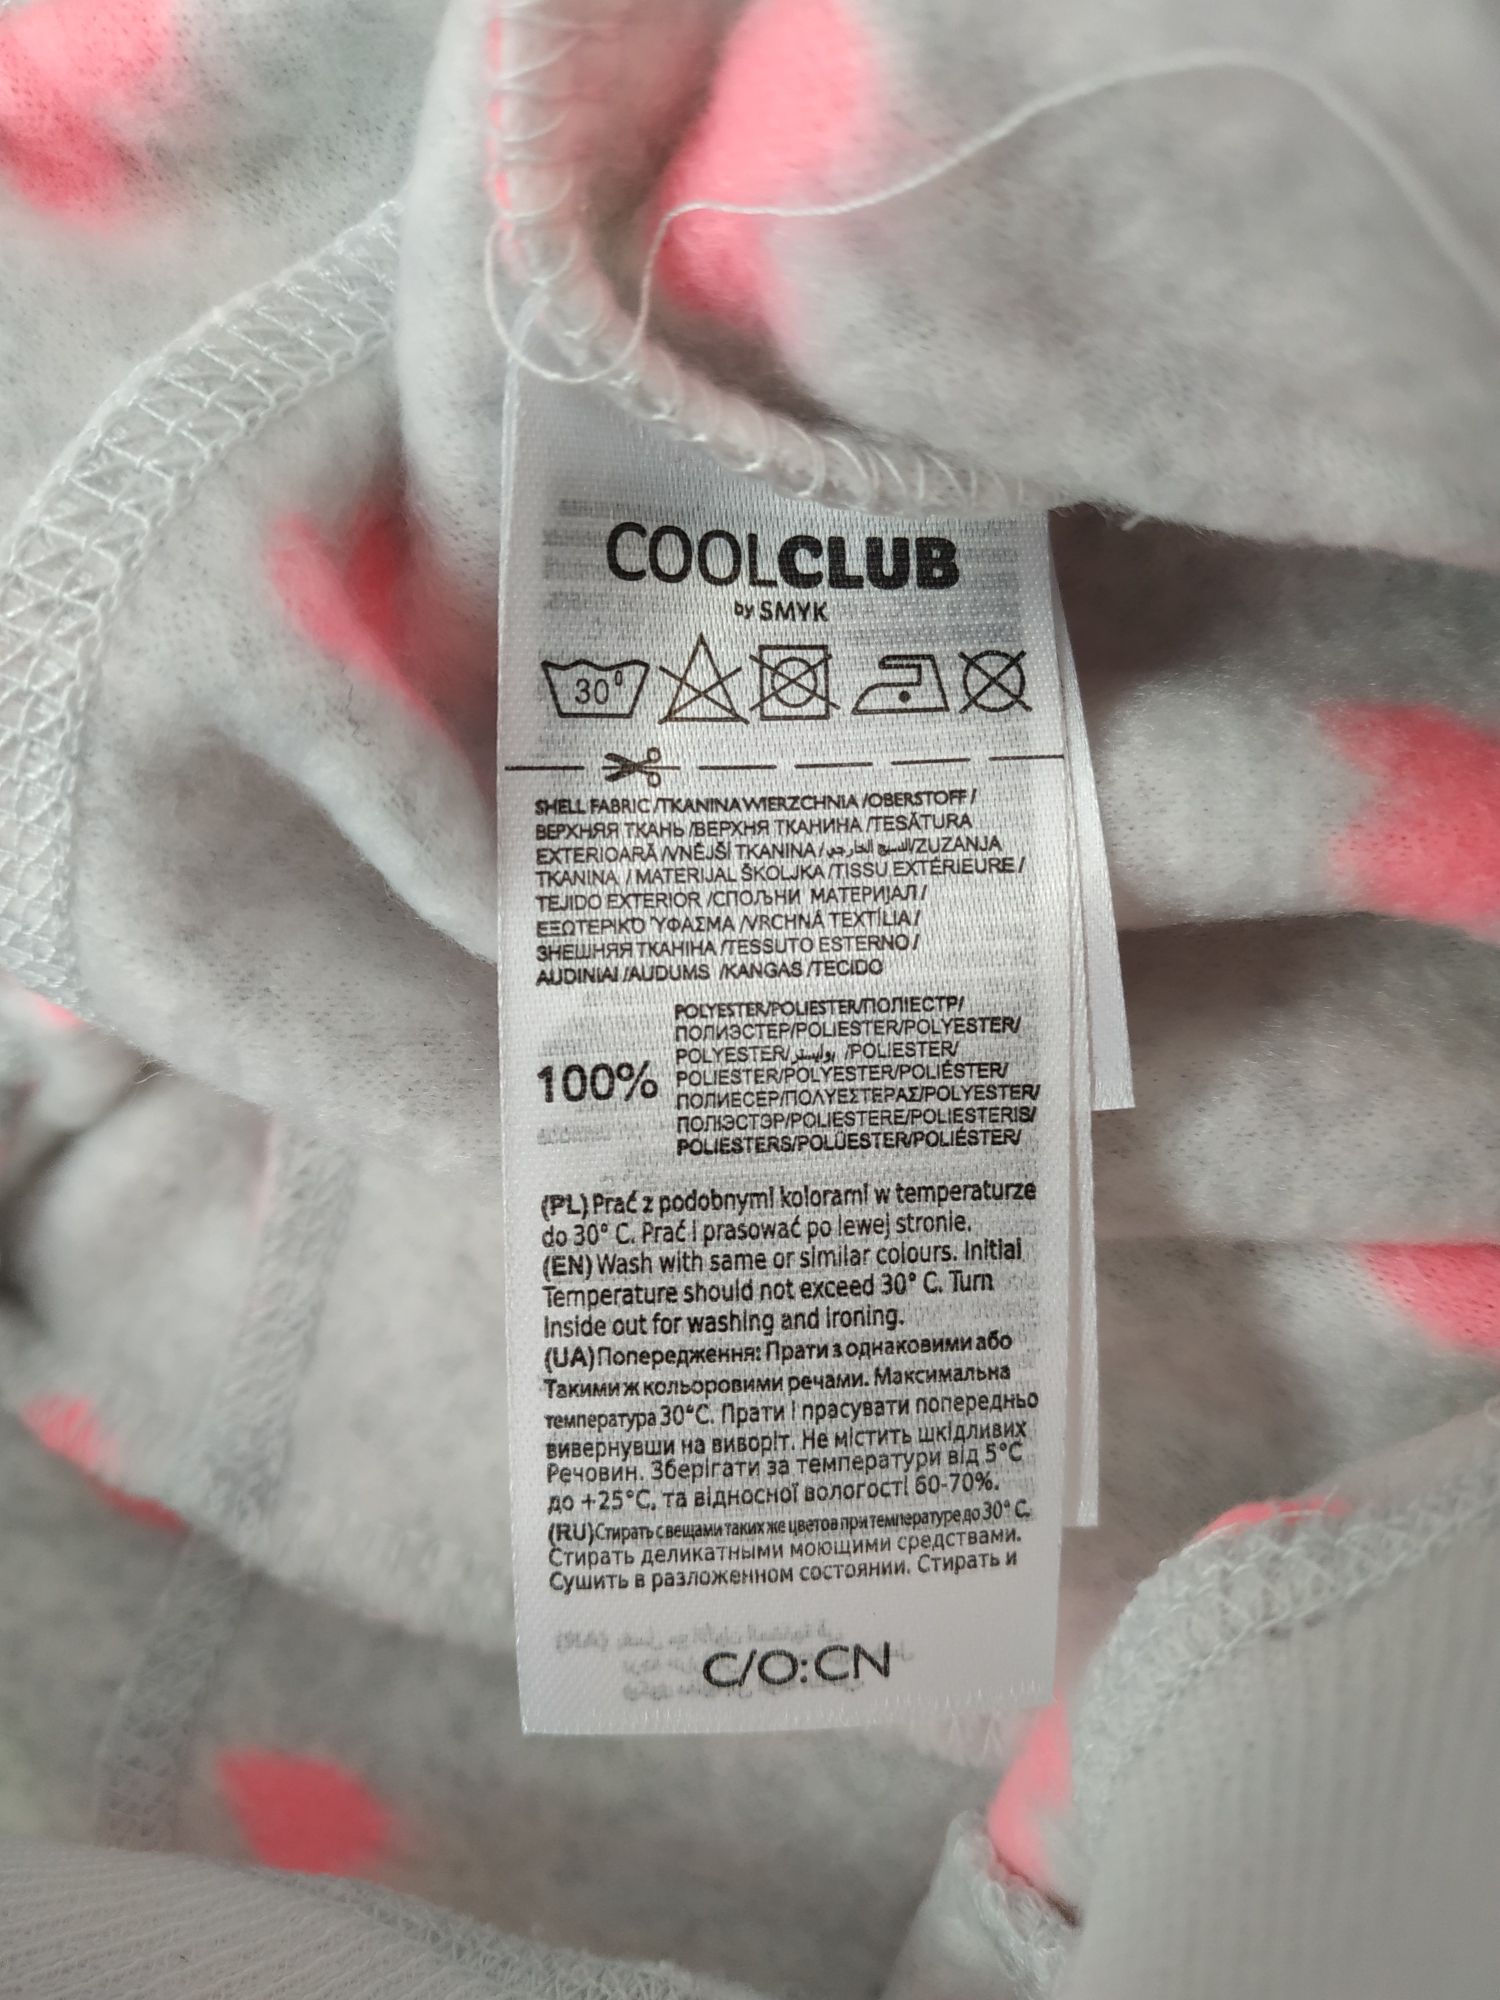 COOLCLUB
by SMYK
30°
SHELL FABRIC /TKANINA WIERZCHNIA /OBERSTOFF /
ВЕРХНЯЯ ТКАНЬ /ВЕРХНЯ ТКАНИНА /TESĂTURA
EXTERIOARĂ /VNĚJŠÍ TKANINA / النسيج الخارجي/ZUZANJA
TKANINA / MATERIJAL ŠKOLJKA /TISSU EXTÉRIEURE /
TEJIDO EXTERIOR /СПОЉНИ МАТЕРИЈАЛ /
ΕΞΩΤΕΡΙΚΌ ΎΦΑΣΜΑ /VRCHNÁ TEXTÍLIA /
ЗНЕШНЯЯ ТКАНІНА /TESSUTO ESTERNO /
AUDINIAI /AUDUMS /KANGAS /TECIDO
100%
POLYESTER/POLIESTER/ПОЛІЕСТР/
ПОЛИЭСТЕР/POLIESTER/POLYESTER/
POLYESTER/بوليستر /POLIESTER/
POLIESTER/POLYESTER/POLIÉSTER/
ПОЛИЕСЕР/ΠΟΛΥΕΣΤΕΡΑΣ/POLYESTER/
ПОЛІЭСТЭР/POLIESTERE/POLIESTERIS/
POLIESTERS/POLÜESTER/POLIÉSTER/
(PL) Prać z podobnymi kolorami w temperaturze
do 30° C. Prać i prasować po lewej stronie.
(EN) Wash with same or similar colours. Initial
Temperature should not exceed 30° C. Turn
inside out for washing and ironing.
(UA) Попередження: Прати з однаковими або
Такими ж кольоровими речами. Максимальна
температура 30°C. Прати і прасувати попередньо
вивернувши на виворіт. Не містить шкідливих
Речовин. Зберігати за температури від 5°C
до +25°C, та відносної вологості 60-70%.
(RU) Стирать с вещами таких же цветов при температуре до 30° C.
Стирать деликатными моющими средствами.
Сушить в разложенном состоянии. Стирать и
C/O:CN